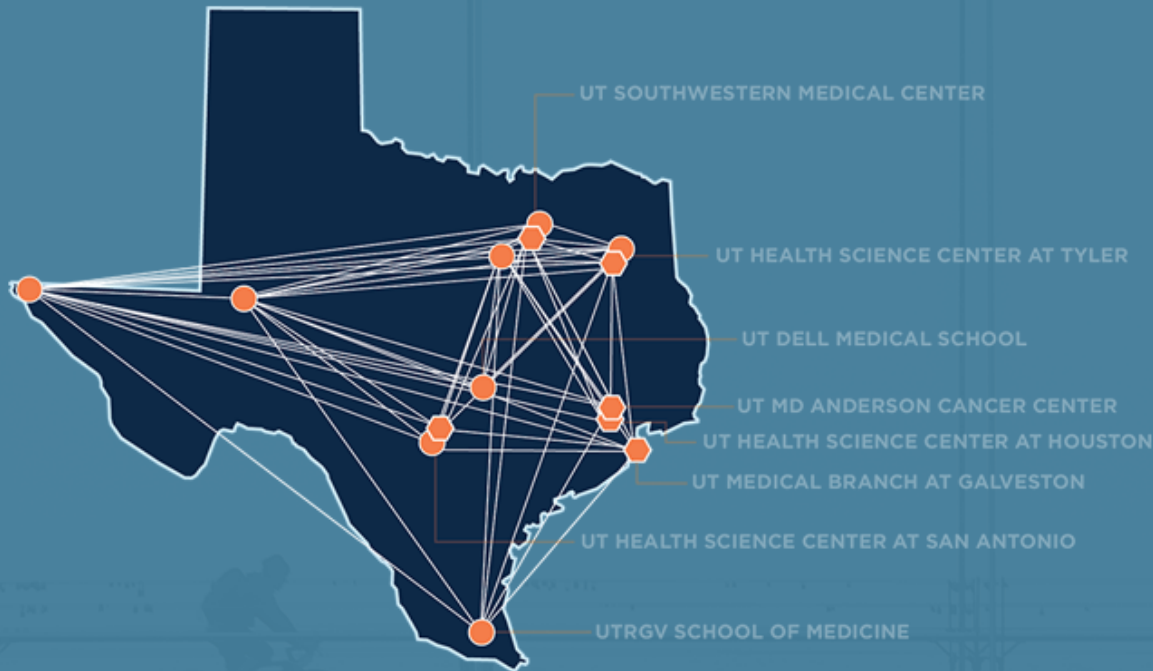 UT SOUTHWESTERN MEDICAL CENTER
UT HEALTH SCIENCE CENTER AT TYLER
UT DELL MEDICAL SCHOOL
UT MD ANDERSON CANCER CENTER
UT HEALTH SCIENCE CENTER AT HOUSTON
UT MEDICAL BRANCH AT GALVESTON
UT HEALTH SCIENCE CENTER AT SAN ANTONIO
UTRGV SCHOOL OF MEDICINE